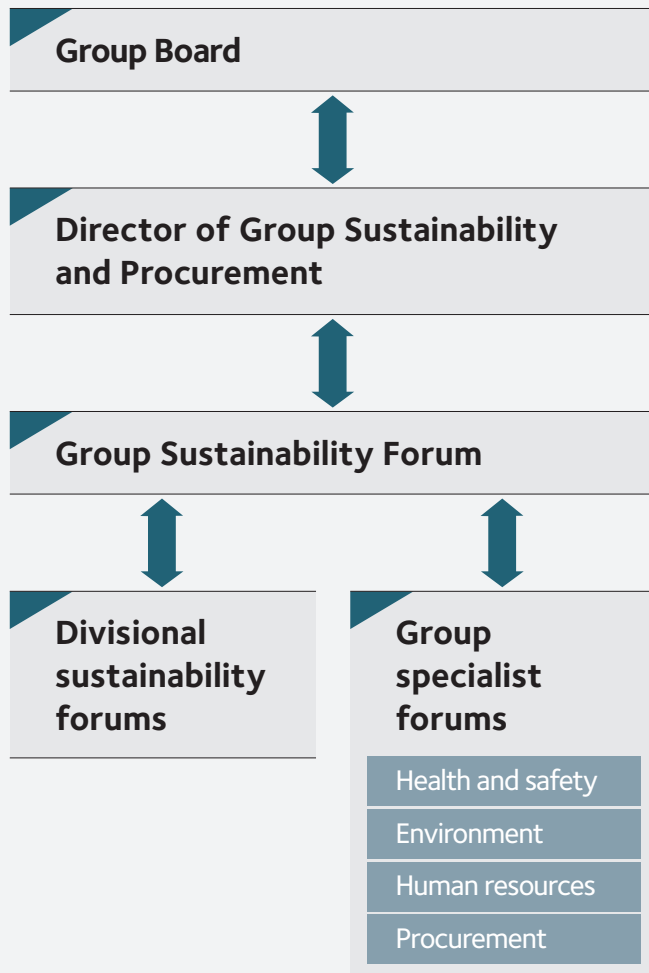 Group Board
Director of Group Sustainability
and Procurement
Group Sustainability Forum
Divisional
sustainability
forums
Group
specialist
forums
Health and safety
Environment
Human resources
Procurement